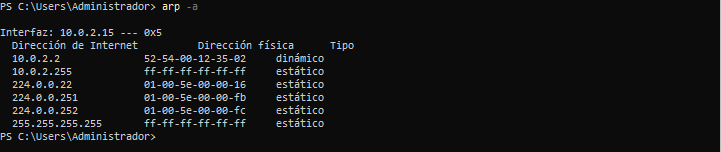 PS C:\Users\Administrador> arp -a
Interfaz: 10.0.2.15 --- 0x5
Dirección de Internet Dirección física Tipo
10.0.2.2 52-54-00-12-35-02 dinámico
10.0.2.255 ff-ff-ff-ff-ff-ff estático
224.0.0.22 01-00-5e-00-00-16 estático
224.0.0.251 01-00-5e-00-00-fb estático
224.0.0.252 01-00-5e-00-00-fc estático
255.255.255.255 ff-ff-ff-ff-ff-ff estático
PS C:\Users\Administrador>